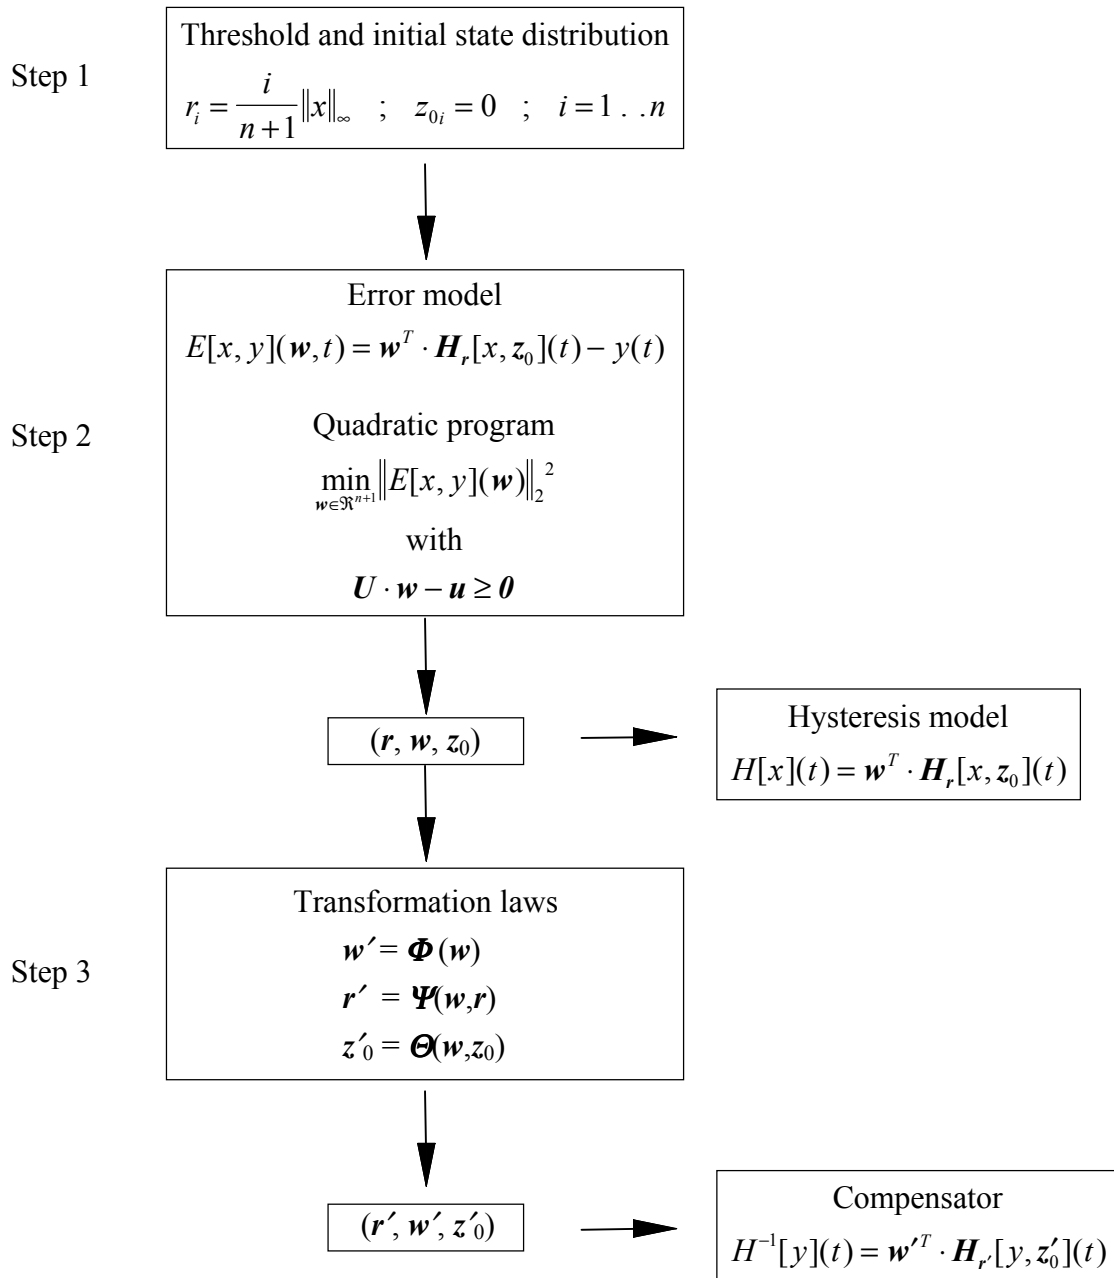 Threshold and initial state distribution
Step 1
r_i = i/(n+1) ‖x‖_∞ ; z_{0i} = 0 ; i = 1 . . n
Error model
E[x, y](w, t) = w^T · H_r[x, z_0](t) − y(t)
Step 2
Quadratic program
min_{w∈ℜ^{n+1}} ‖E[x, y](w)‖_2^2
with
U · w − u ≥ 0
(r, w, z_0)
Hysteresis model
H[x](t) = w^T · H_r[x, z_0](t)
Transformation laws
w′ = Φ (w)
Step 3
r′ = Ψ(w,r)
z′_0 = Θ(w,z_0)
(r′, w′, z′_0)
Compensator
H^{−1}[y](t) = w′^T · H_{r′}[y, z′_0](t)